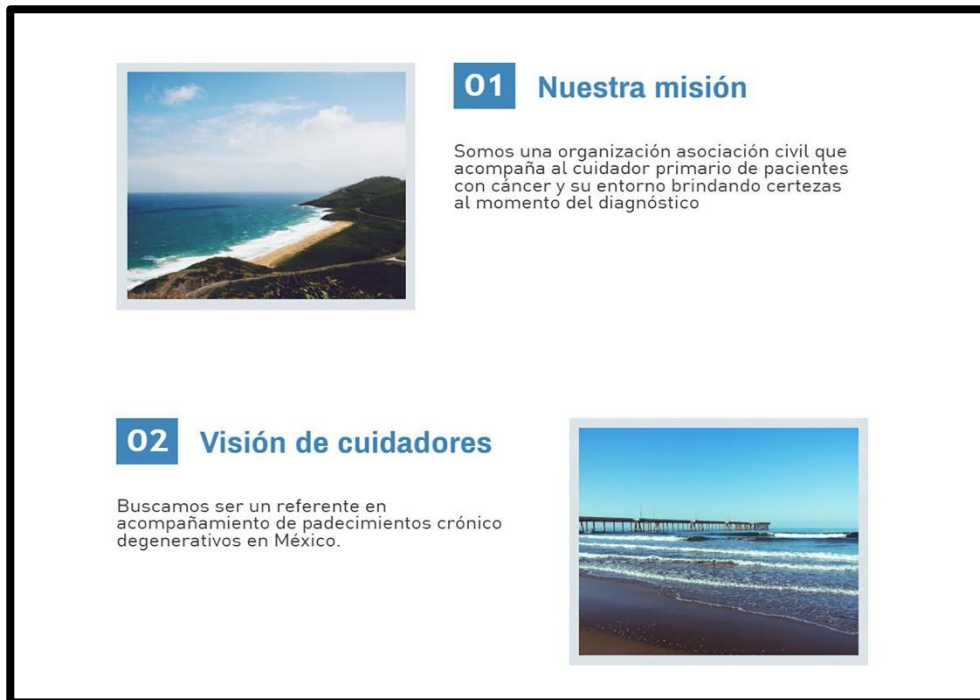 01 Nuestra misión
Somos una organización asociación civil que
acompaña al cuidador primario de pacientes
con cáncer y su entorno brindando certezas
al momento del diagnóstico
02 Visión de cuidadores
Buscamos ser un referente en
acompañamiento de padecimientos crónico
degenerativos en México.